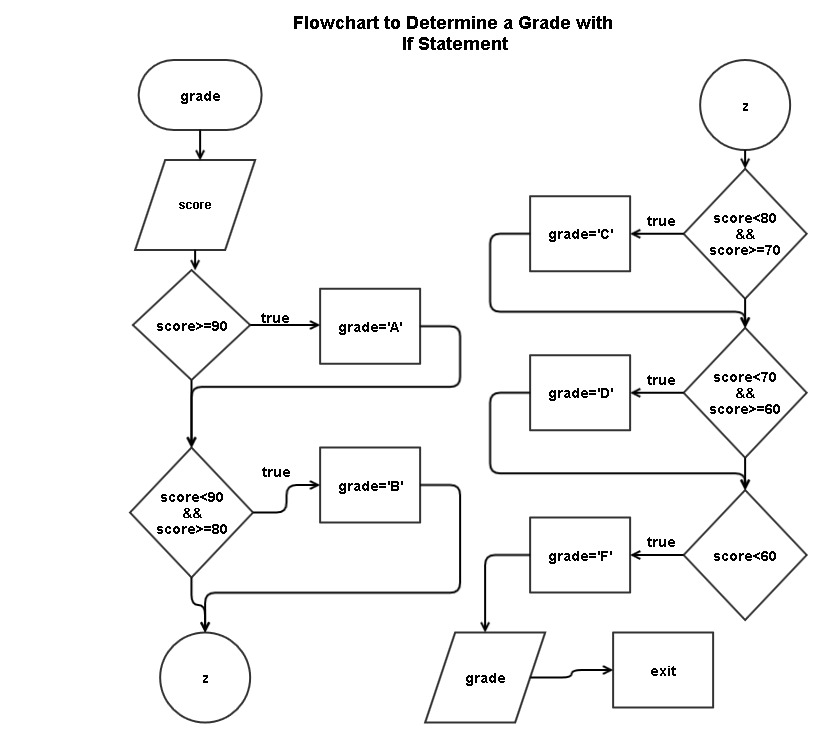 Flowchart to Determine a Grade with
If Statement
grade
score
score>=90
true
grade='A'
score<90
&&
score>=80
true
grade='B'
z
z
score<80
&&
score>=70
true
grade='C'
score<70
&&
score>=60
true
grade='D'
score<60
true
grade='F'
grade
exit